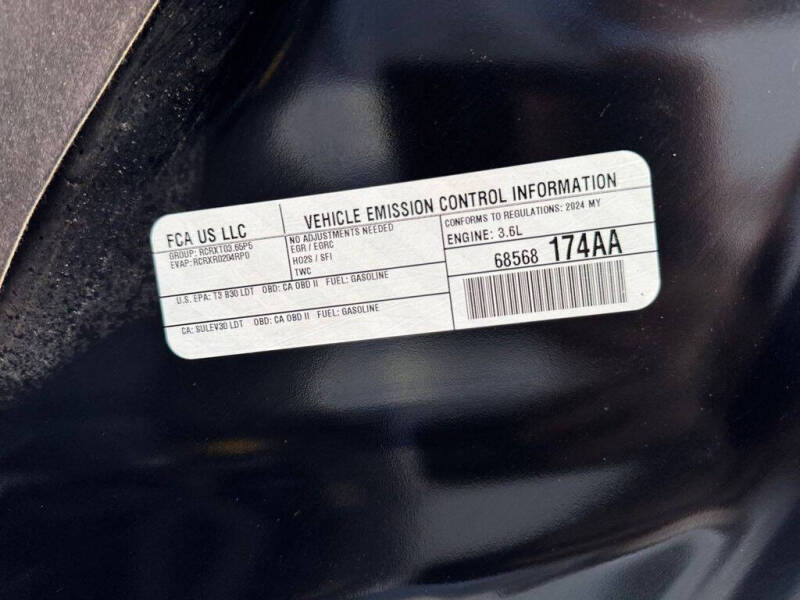 FCA US LLC
GROUP: RCRXT03.65P5
EVAP: RCRXR0204RP0
VEHICLE EMISSION CONTROL INFORMATION
NO ADJUSTMENTS NEEDED
EGR / EGRC
HO2S / SFI
TWC
CONFORMS TO REGULATIONS: 2024 MY
ENGINE: 3.6L
68568 174AA
U.S. EPA: T3 B30 LDT OBD: CA OBD II FUEL: GASOLINE
CA: SULEV30 LDT OBD: CA OBD II FUEL: GASOLINE